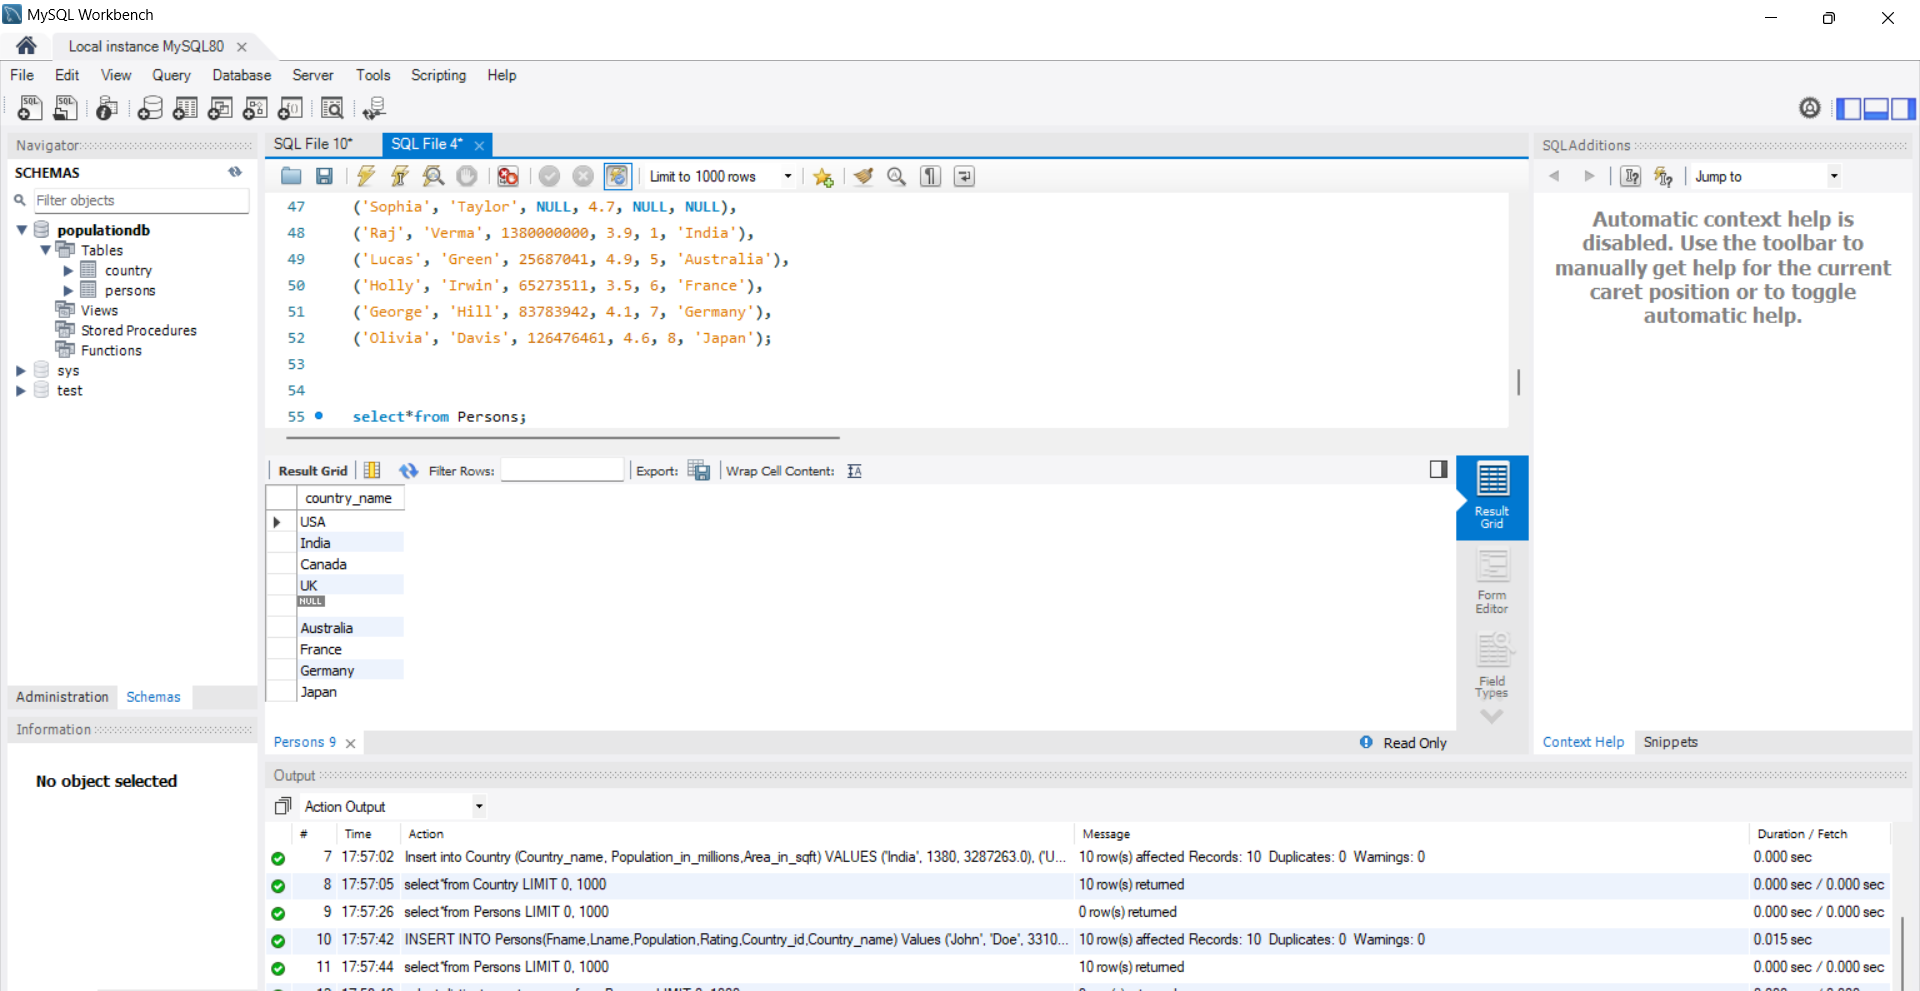 MySQL Workbench
Local instance MySQL80
File Edit View Query Database Server Tools Scripting Help
Navigator
SCHEMAS
Filter objects
populationdb
Tables
country
persons
Views
Stored Procedures
Functions
sys
test
Administration Schemas
Information
No object selected
SQL File 10* SQL File 4*
Limit to 1000 rows
47 ('Sophia', 'Taylor', NULL, 4.7, NULL, NULL),
48 ('Raj', 'Verma', 1380000000, 3.9, 1, 'India'),
49 ('Lucas', 'Green', 25687041, 4.9, 5, 'Australia'),
50 ('Holly', 'Irwin', 65273511, 3.5, 6, 'France'),
51 ('George', 'Hill', 83783942, 4.1, 7, 'Germany'),
52 ('Olivia', 'Davis', 126476461, 4.6, 8, 'Japan');
53
54
55 select*from Persons;
Result Grid Filter Rows: Export: Wrap Cell Content:
country_name
USA
India
Canada
UK
NULL
Australia
France
Germany
Japan
Result
Grid
Form
Editor
Field
Types
Persons 9 Read Only
SQLAdditions
Jump to
Automatic context help is
disabled. Use the toolbar to
manually get help for the current
caret position or to toggle
automatic help.
Context Help Snippets
Output
Action Output
# Time Action Message Duration / Fetch
7 17:57:02 Insert into Country (Country_name, Population_in_millions,Area_in_sqft) VALUES ('India', 1380, 3287263.0), ('U... 10 row(s) affected Records: 10 Duplicates: 0 Warnings: 0 0.000 sec
8 17:57:05 select*from Country LIMIT 0, 1000 10 row(s) returned 0.000 sec / 0.000 sec
9 17:57:26 select*from Persons LIMIT 0, 1000 0 row(s) returned 0.000 sec / 0.000 sec
10 17:57:42 INSERT INTO Persons(Fname,Lname,Population,Rating,Country_id,Country_name) Values ('John', 'Doe', 3310... 10 row(s) affected Records: 10 Duplicates: 0 Warnings: 0 0.015 sec
11 17:57:44 select*from Persons LIMIT 0, 1000 10 row(s) returned 0.000 sec / 0.000 sec